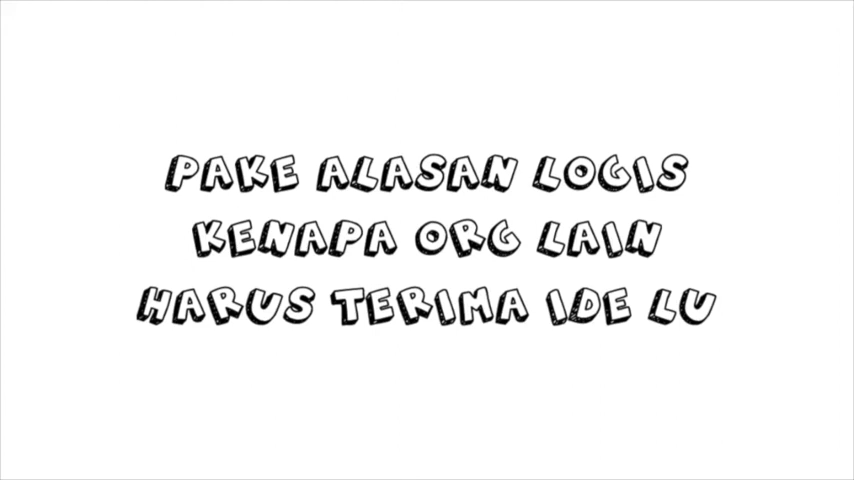 PAKE ALASAN LOGIS
KENAPA ORG LAIN
HARUS TERIMA IDE LU